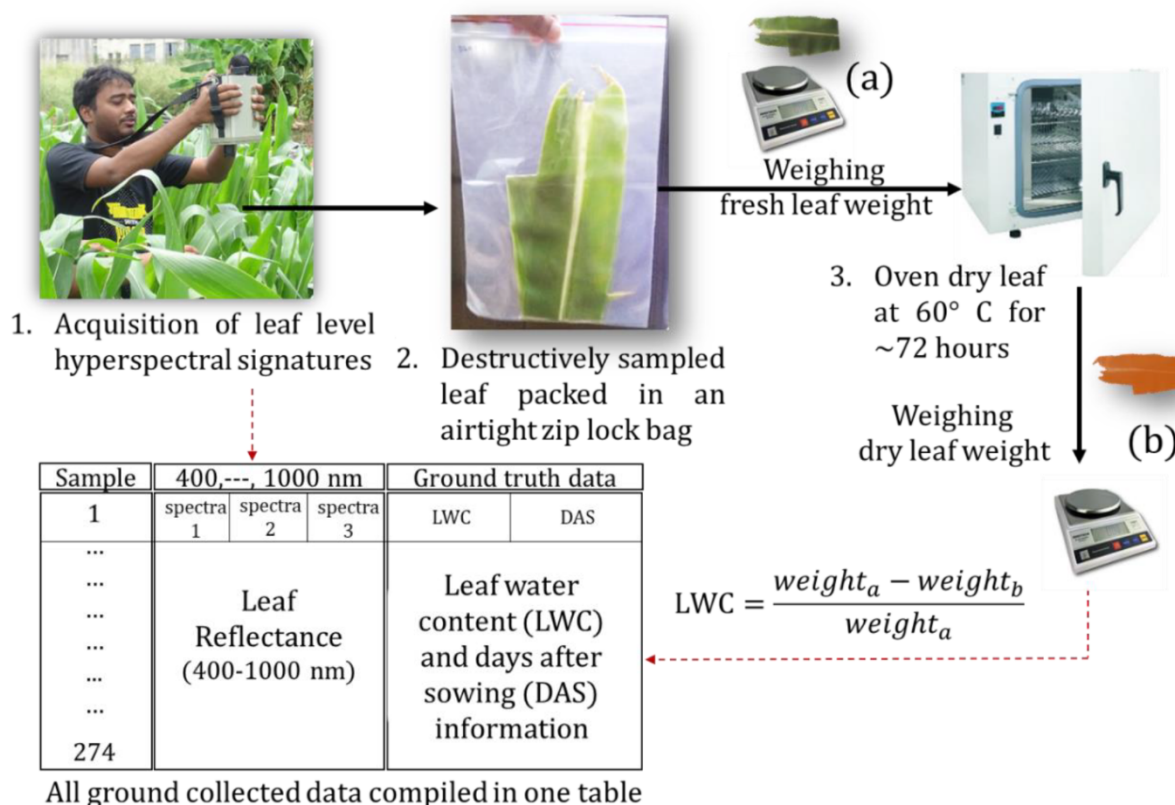 (a)
Weighing
fresh leaf weight
1. Acquisition of leaf level
hyperspectral signatures
2. Destructively sampled
leaf packed in an
airtight zip lock bag
3. Oven dry leaf
at 60° C for
~72 hours
Weighing
dry leaf weight
(b)
Sample 400,---, 1000 nm Ground truth data
1 spectra 1 spectra 2 spectra 3 LWC DAS
...
...
...
...
...
...
274
Leaf
Reflectance
(400-1000 nm)
Leaf water
content (LWC)
and days after
sowing (DAS)
information
LWC = (weight_a − weight_b) / weight_a
All ground collected data compiled in one table